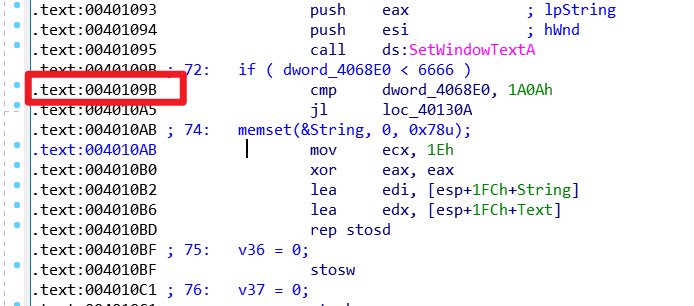 .text:00401093 push eax ; lpString
.text:00401094 push esi ; hWnd
.text:00401095 call ds:SetWindowTextA
.text:0040109B ; 72: if ( dword_4068E0 < 6666 )
.text:0040109B cmp dword_4068E0, 1A0Ah
.text:004010A5 jl loc_40130A
.text:004010AB ; 74: memset(&String, 0, 0x78u);
.text:004010AB mov ecx, 1Eh
.text:004010B0 xor eax, eax
.text:004010B2 lea edi, [esp+1FCh+String]
.text:004010B6 lea edx, [esp+1FCh+Text]
.text:004010BD rep stosd
.text:004010BF ; 75: v36 = 0;
.text:004010BF stosw
.text:004010C1 ; 76: v37 = 0;